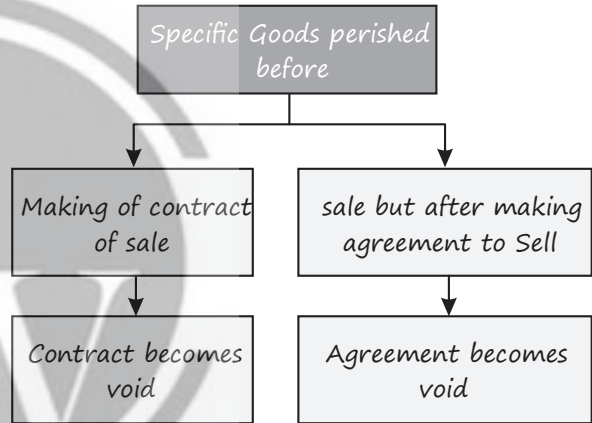 Specific Goods perished
before
Making of contract
of sale
sale but after making
agreement to Sell
Contract becomes
void
Agreement becomes
void